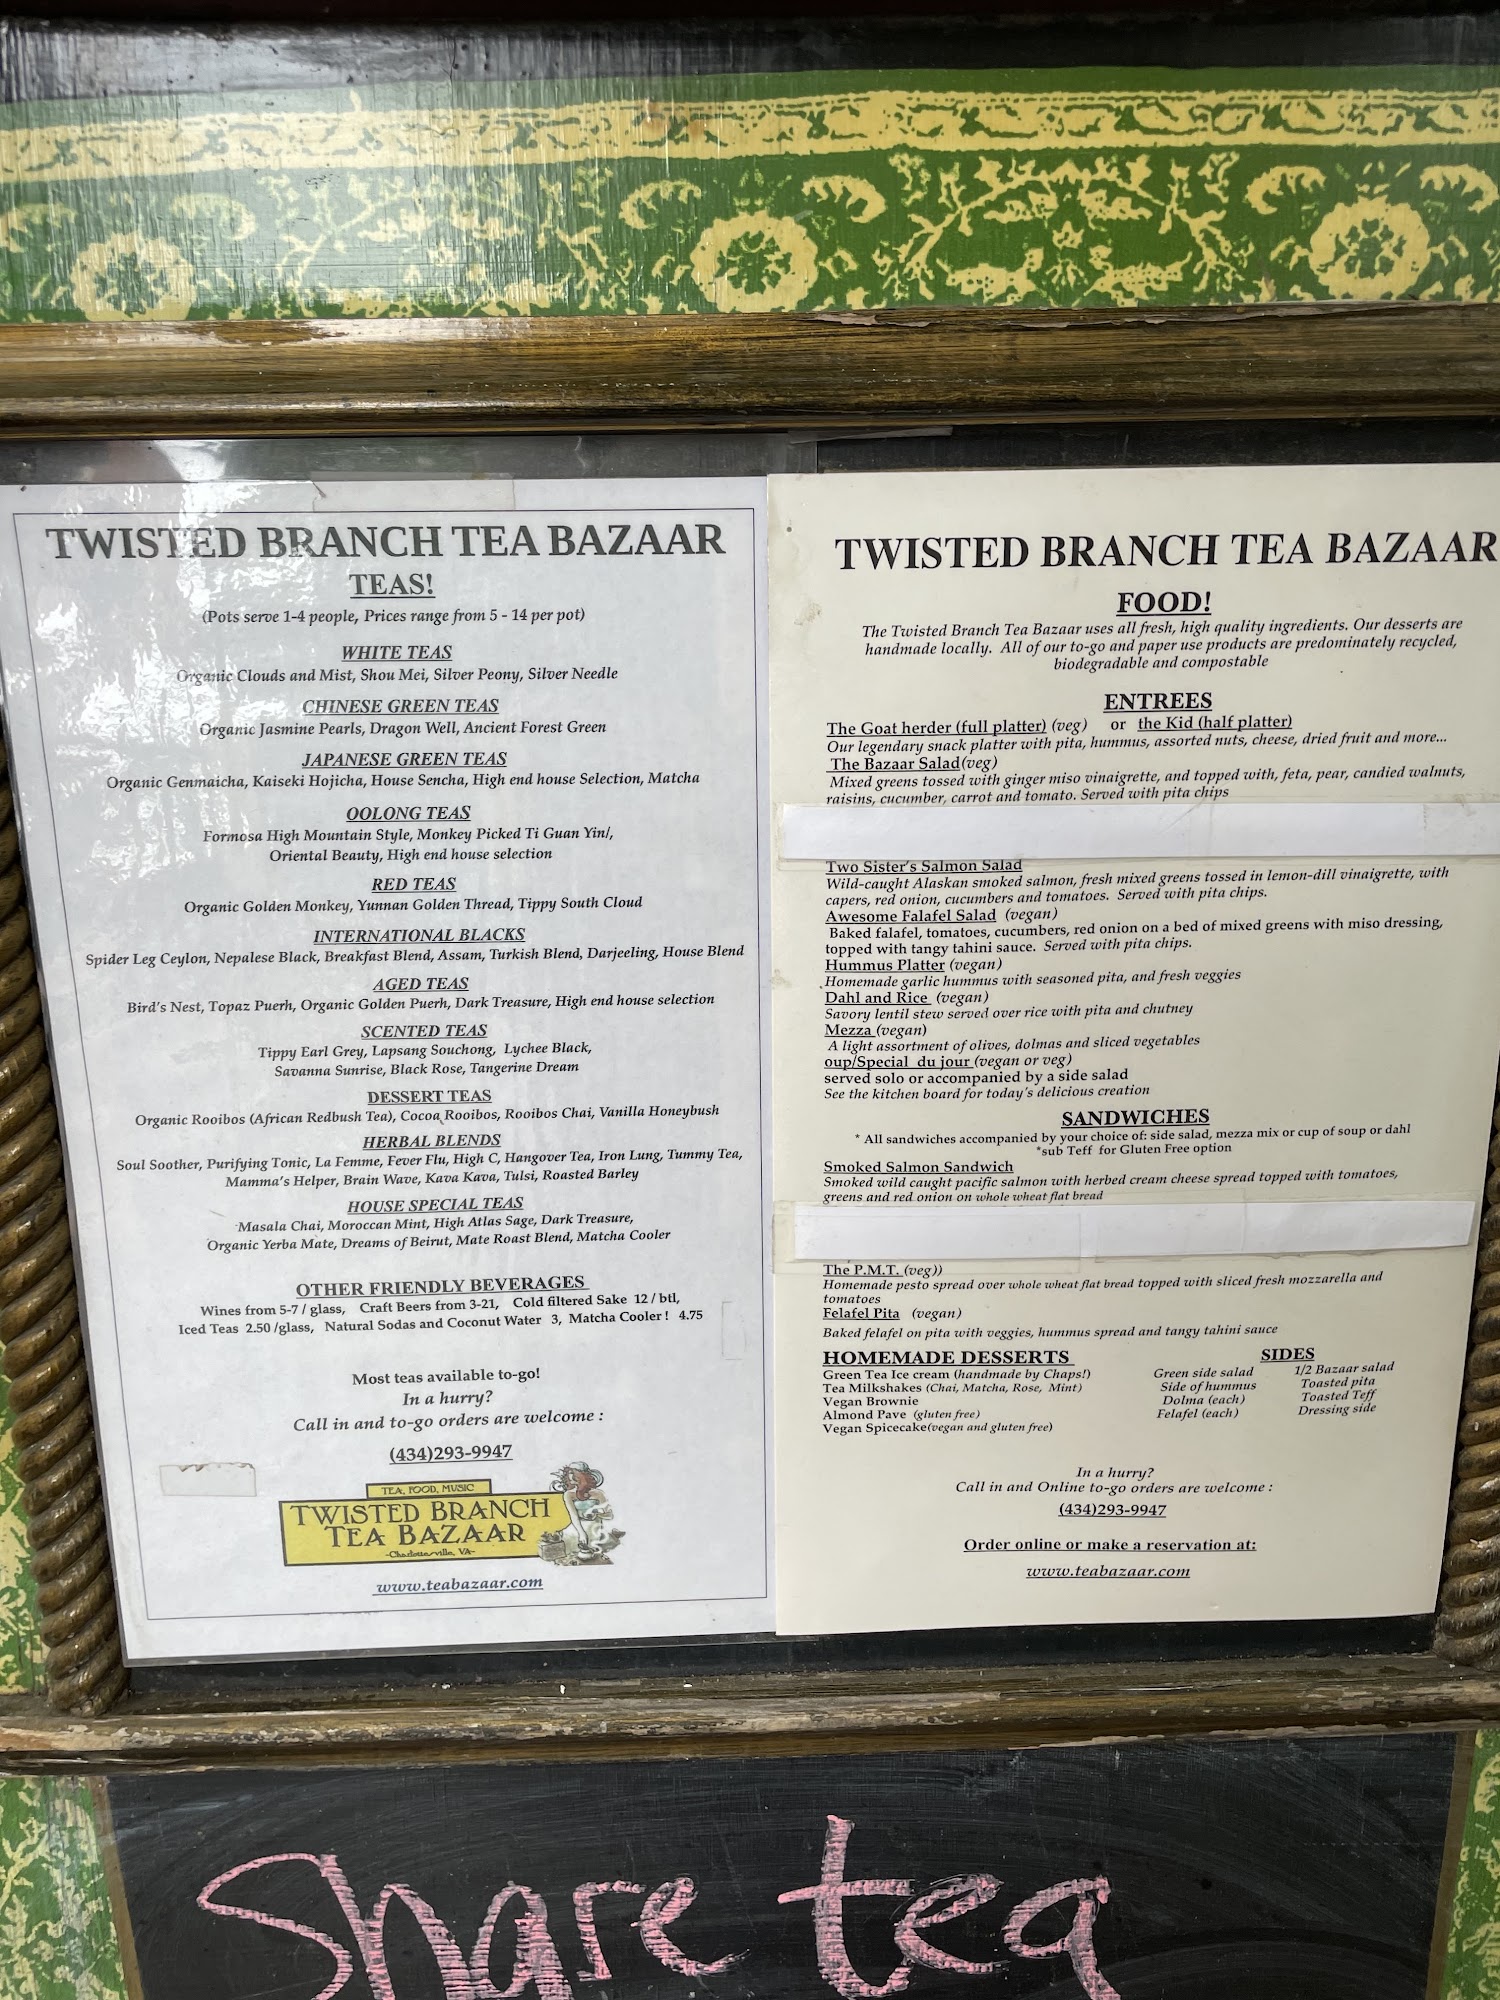 TWISTED BRANCH TEA BAZAAR
TEAS!
(Pots serve 1-4 people, Prices range from 5 - 14 per pot)
WHITE TEAS
Organic Clouds and Mist, Shou Mei, Silver Peony, Silver Needle
CHINESE GREEN TEAS
Organic Jasmine Pearls, Dragon Well, Ancient Forest Green
JAPANESE GREEN TEAS
Organic Genmaicha, Kaiseki Hojicha, House Sencha, High end house Selection, Matcha
OOLONG TEAS
Formosa High Mountain Style, Monkey Picked Ti Guan Yin/,
Oriental Beauty, High end house selection
RED TEAS
Organic Golden Monkey, Yunnan Golden Thread, Tippy South Cloud
INTERNATIONAL BLACKS
Spider Leg Ceylon, Nepalese Black, Breakfast Blend, Assam, Turkish Blend, Darjeeling, House Blend
AGED TEAS
Bird's Nest, Topaz Puerh, Organic Golden Puerh, Dark Treasure, High end house selection
SCENTED TEAS
Tippy Earl Grey, Lapsang Souchong, Lychee Black,
Savanna Sunrise, Black Rose, Tangerine Dream
DESSERT TEAS
Organic Rooibos (African Redbush Tea), Cocoa Rooibos, Rooibos Chai, Vanilla Honeybush
HERBAL BLENDS
Soul Soother, Purifying Tonic, La Femme, Fever Flu, High C, Hangover Tea, Iron Lung, Tummy Tea,
Mamma's Helper, Brain Wave, Kava Kava, Tulsi, Roasted Barley
HOUSE SPECIAL TEAS
Masala Chai, Moroccan Mint, High Atlas Sage, Dark Treasure,
Organic Yerba Mate, Dreams of Beirut, Mate Roast Blend, Matcha Cooler
OTHER FRIENDLY BEVERAGES
Wines from 5-7 / glass, Craft Beers from 3-21, Cold filtered Sake 12 / btl,
Iced Teas 2.50 /glass, Natural Sodas and Coconut Water 3, Matcha Cooler ! 4.75
Most teas available to-go!
In a hurry?
Call in and to-go orders are welcome :
(434)293-9947
TEA, FOOD, MUSIC
TWISTED BRANCH
TEA BAZAAR
-Charlottesville, VA-
www.teabazaar.com
TWISTED BRANCH TEA BAZAAR
FOOD!
The Twisted Branch Tea Bazaar uses all fresh, high quality ingredients. Our desserts are
handmade locally. All of our to-go and paper use products are predominately recycled,
biodegradable and compostable
ENTREES
The Goat herder (full platter) (veg) or the Kid (half platter)
Our legendary snack platter with pita, hummus, assorted nuts, cheese, dried fruit and more...
The Bazaar Salad(veg)
Mixed greens tossed with ginger miso vinaigrette, and topped with, feta, pear, candied walnuts,
raisins, cucumber, carrot and tomato. Served with pita chips
Two Sister's Salmon Salad
Wild-caught Alaskan smoked salmon, fresh mixed greens tossed in lemon-dill vinaigrette, with
capers, red onion, cucumbers and tomatoes. Served with pita chips.
Awesome Falafel Salad (vegan)
Baked falafel, tomatoes, cucumbers, red onion on a bed of mixed greens with miso dressing,
topped with tangy tahini sauce. Served with pita chips.
Hummus Platter (vegan)
Homemade garlic hummus with seasoned pita, and fresh veggies
Dahl and Rice (vegan)
Savory lentil stew served over rice with pita and chutney
Mezza (vegan)
A light assortment of olives, dolmas and sliced vegetables
oup/Special du jour (vegan or veg)
served solo or accompanied by a side salad
See the kitchen board for today's delicious creation
SANDWICHES
* All sandwiches accompanied by your choice of: side salad, mezza mix or cup of soup or dahl
*sub Teff for Gluten Free option
Smoked Salmon Sandwich
Smoked wild caught pacific salmon with herbed cream cheese spread topped with tomatoes,
greens and red onion on whole wheat flat bread
The P.M.T. (veg))
Homemade pesto spread over whole wheat flat bread topped with sliced fresh mozzarella and
tomatoes
Felafel Pita (vegan)
Baked felafel on pita with veggies, hummus spread and tangy tahini sauce
HOMEMADE DESSERTS
Green Tea Ice cream (handmade by Chaps!)
Tea Milkshakes (Chai, Matcha, Rose, Mint)
Vegan Brownie
Almond Pave (gluten free)
Vegan Spicecake(vegan and gluten free)
SIDES
Green side salad 1/2 Bazaar salad
Side of hummus Toasted pita
Dolma (each) Toasted Teff
Felafel (each) Dressing side
In a hurry?
Call in and Online to-go orders are welcome :
(434)293-9947
Order online or make a reservation at:
www.teabazaar.com
Share tea